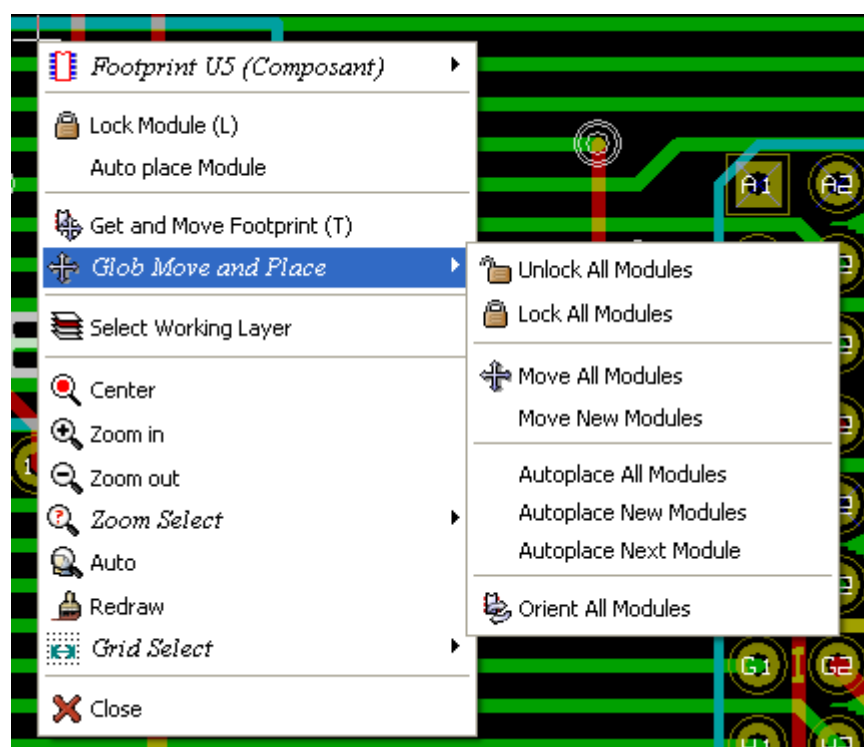 Footprint U5 (Composant)
Lock Module (L)
Auto place Module
Get and Move Footprint (T)
Glob Move and Place
Select Working Layer
Center
Zoom in
Zoom out
Zoom Select
Auto
Redraw
Grid Select
Close
Unlock All Modules
Lock All Modules
Move All Modules
Move New Modules
Autoplace All Modules
Autoplace New Modules
Autoplace Next Module
Orient All Modules
A1 A2
G1 G2